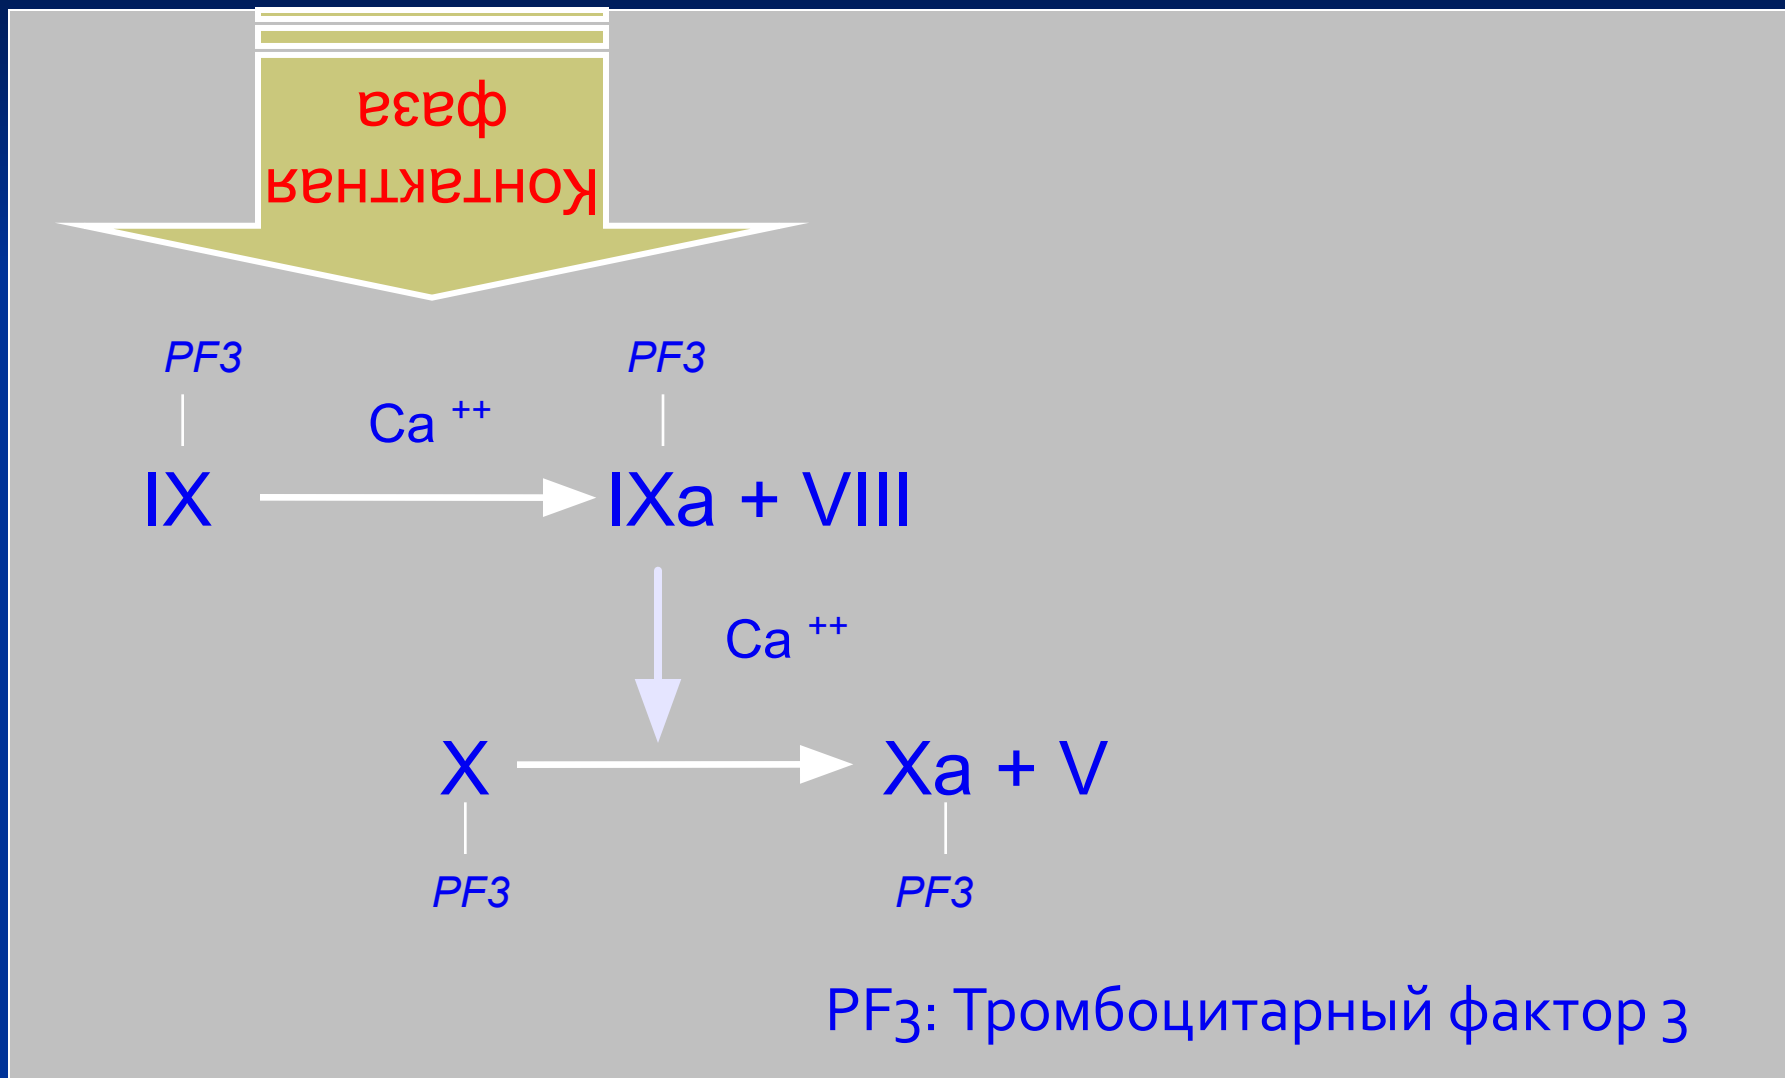 Контактная
фаза
PF3 PF3
Ca ++
IX IXa + VIII
Ca ++
X Xa + V
PF3 PF3
PF3: Тромбоцитарный фактор 3